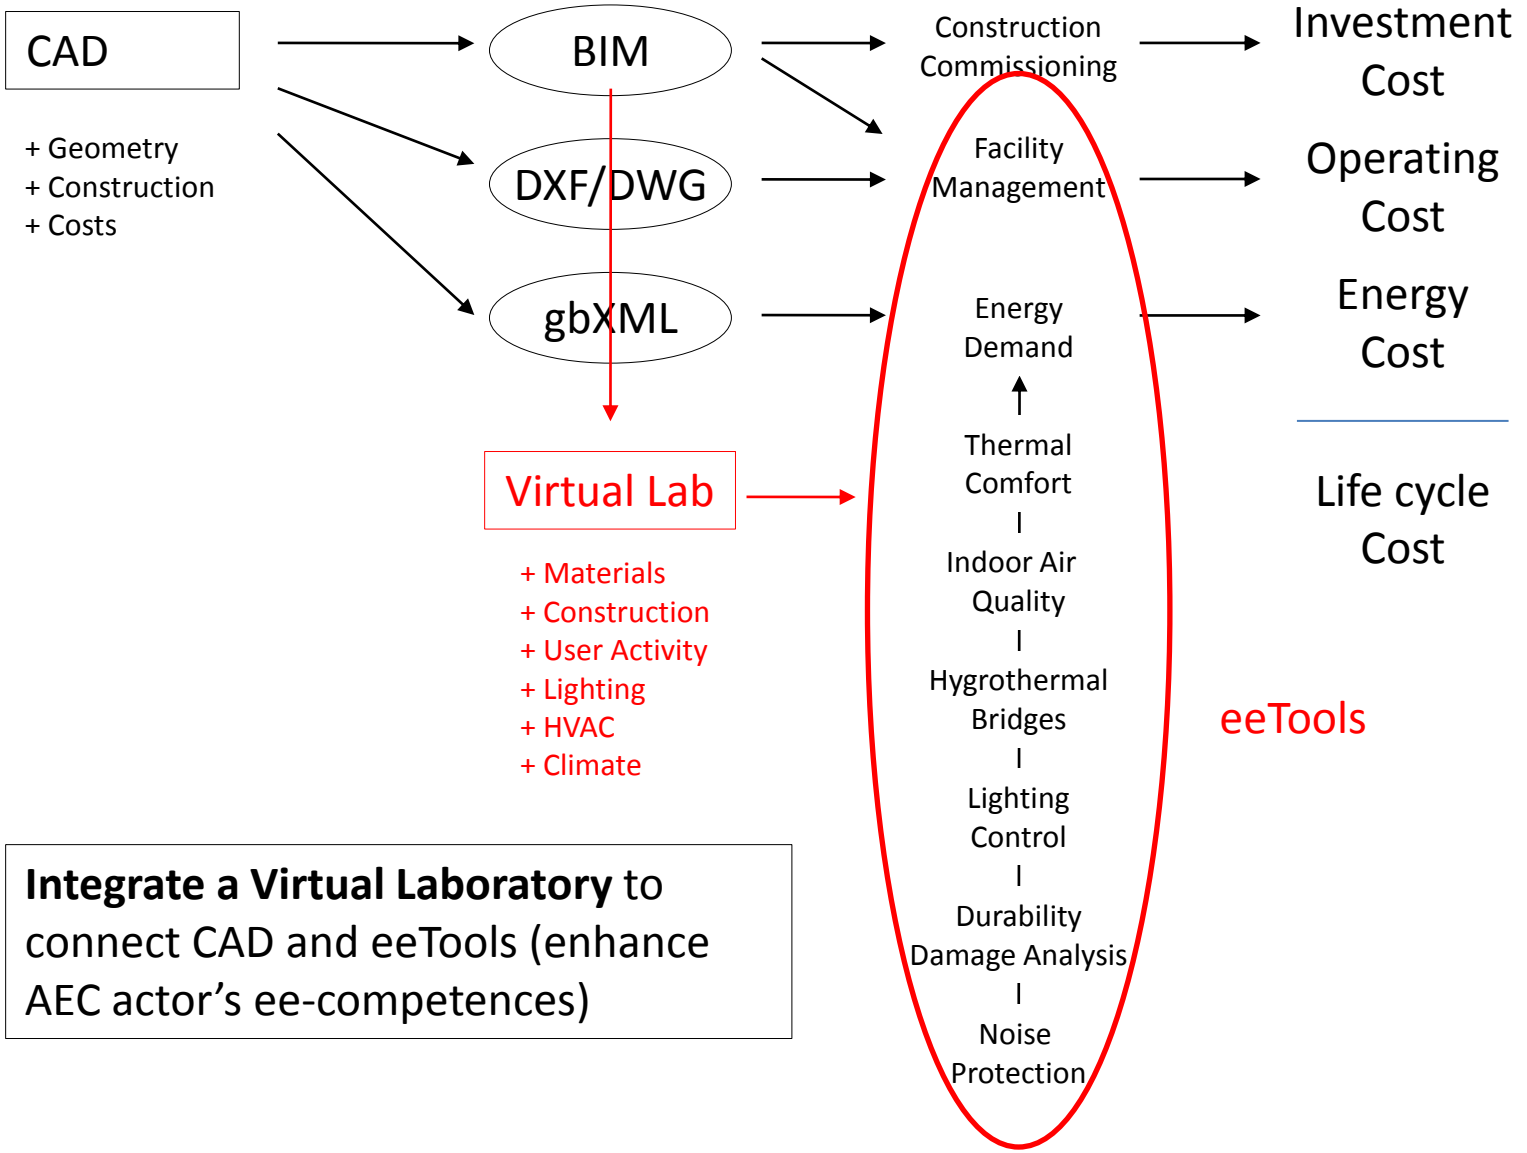 CAD
+ Geometry
+ Construction
+ Costs
BIM
DXF/DWG
gbXML
Virtual Lab
+ Materials
+ Construction
+ User Activity
+ Lighting
+ HVAC
+ Climate
Construction
Commissioning
Facility
Management
Energy
Demand
Thermal
Comfort
Indoor Air
Quality
Hygrothermal
Bridges
Lighting
Control
Durability
Damage Analysis
Noise
Protection
Investment
Cost
Operating
Cost
Energy
Cost
Life cycle
Cost
eeTools
Integrate a Virtual Laboratory to
connect CAD and eeTools (enhance
AEC actor’s ee-competences)